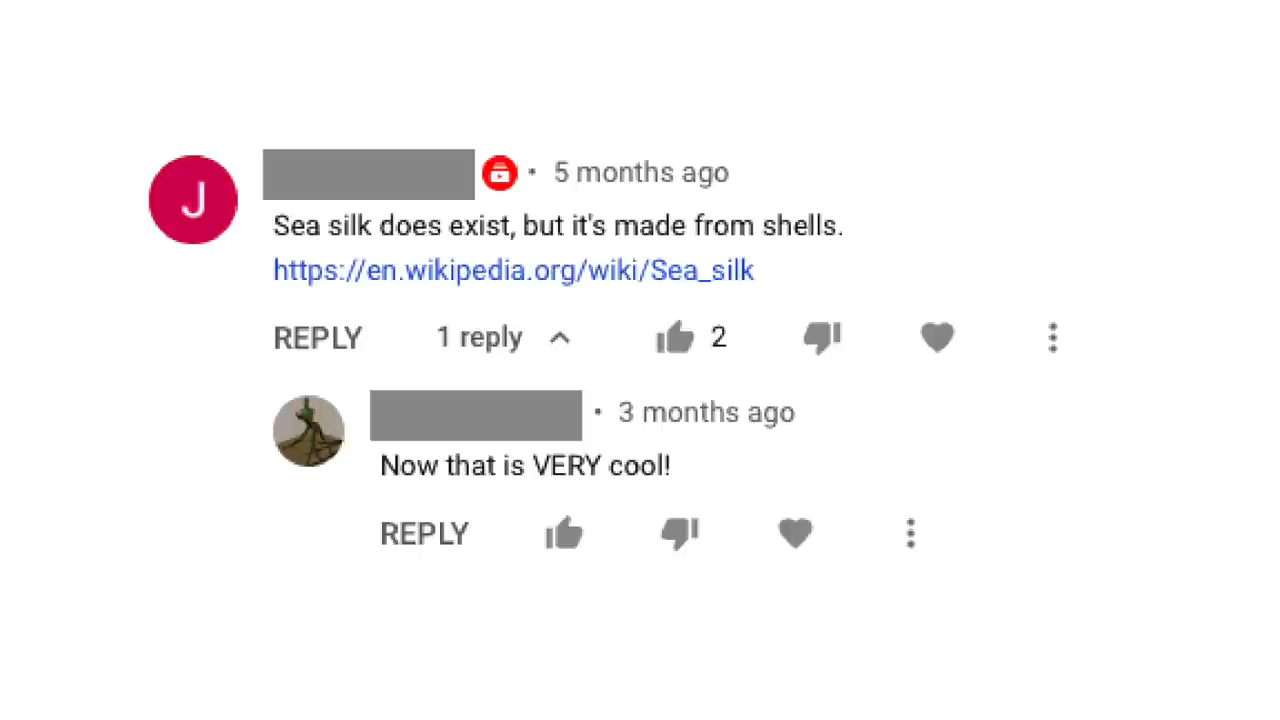 J
• 5 months ago
Sea silk does exist, but it's made from shells.
https://en.wikipedia.org/wiki/Sea_silk
REPLY 1 reply 2
• 3 months ago
Now that is VERY cool!
REPLY